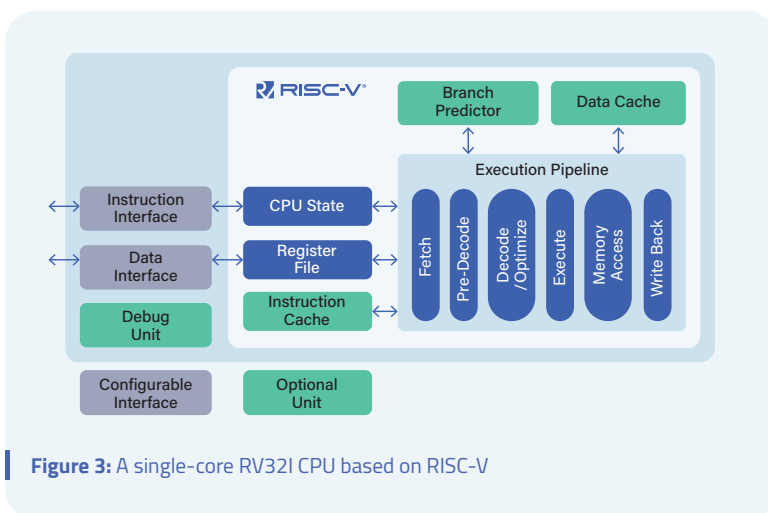 RISC-V®
Branch
Predictor
Data Cache
Execution Pipeline
Instruction
Interface
CPU State
Data
Interface
Register
File
Debug
Unit
Instruction
Cache
Fetch
Pre-Decode
Decode
/Optimize
Execute
Memory
Access
Write Back
Configurable
Interface
Optional
Unit
Figure 3: A single-core RV32I CPU based on RISC-V